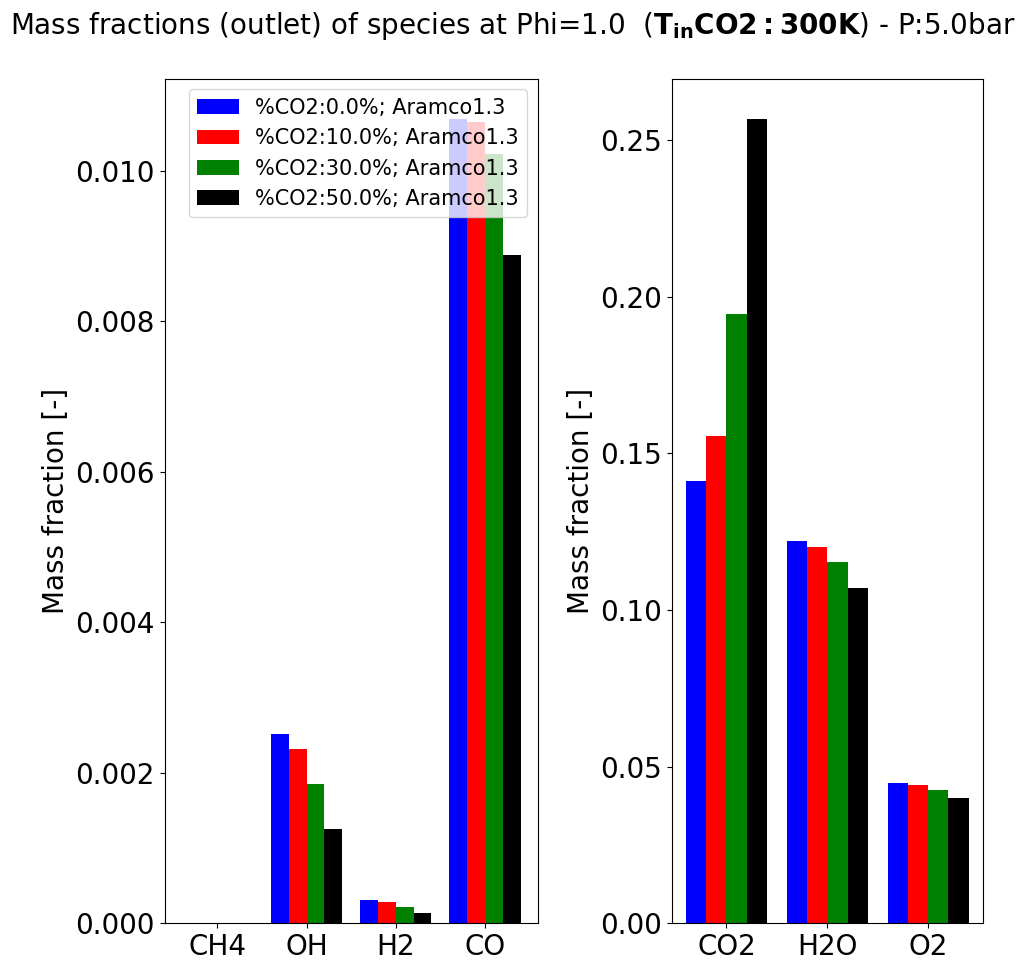 Mass fractions (outlet) of species at Phi=1.0 (TinCO2 : 300K) - P:5.0bar
%CO2:0.0%; Aramco1.3
%CO2:10.0%; Aramco1.3
%CO2:30.0%; Aramco1.3
%CO2:50.0%; Aramco1.3
Mass fraction [-]
0.010
0.008
0.006
0.004
0.002
0.000
CH4 OH H2 CO
Mass fraction [-]
0.25
0.20
0.15
0.10
0.05
0.00
CO2 H2O O2